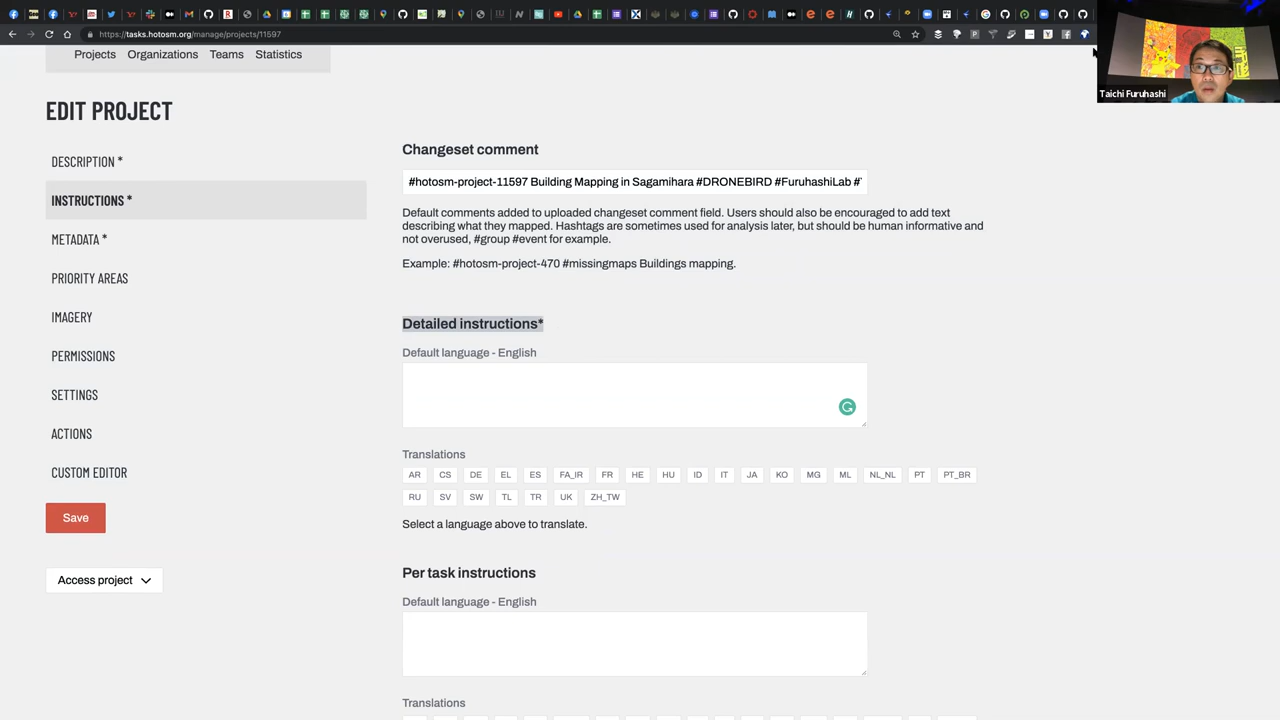 https://tasks.hotosm.org/manage/projects/11597
Taichi Furuhashi
Projects Organizations Teams Statistics
EDIT PROJECT
DESCRIPTION *
INSTRUCTIONS *
METADATA *
PRIORITY AREAS
IMAGERY
PERMISSIONS
SETTINGS
ACTIONS
CUSTOM EDITOR
Save
Access project
Changeset comment
#hotosm-project-11597 Building Mapping in Sagamihara #DRONEBIRD #FuruhashiLab #
Default comments added to uploaded changeset comment field. Users should also be encouraged to add text
describing what they mapped. Hashtags are sometimes used for analysis later, but should be human informative and
not overused, #group #event for example.
Example: #hotosm-project-470 #missingmaps Buildings mapping.
Detailed instructions*
Default language - English
Translations
AR CS DE EL ES FA_IR FR HE HU ID IT JA KO MG ML NL_NL PT PT_BR
RU SV SW TL TR UK ZH_TW
Select a language above to translate.
Per task instructions
Default language - English
Translations